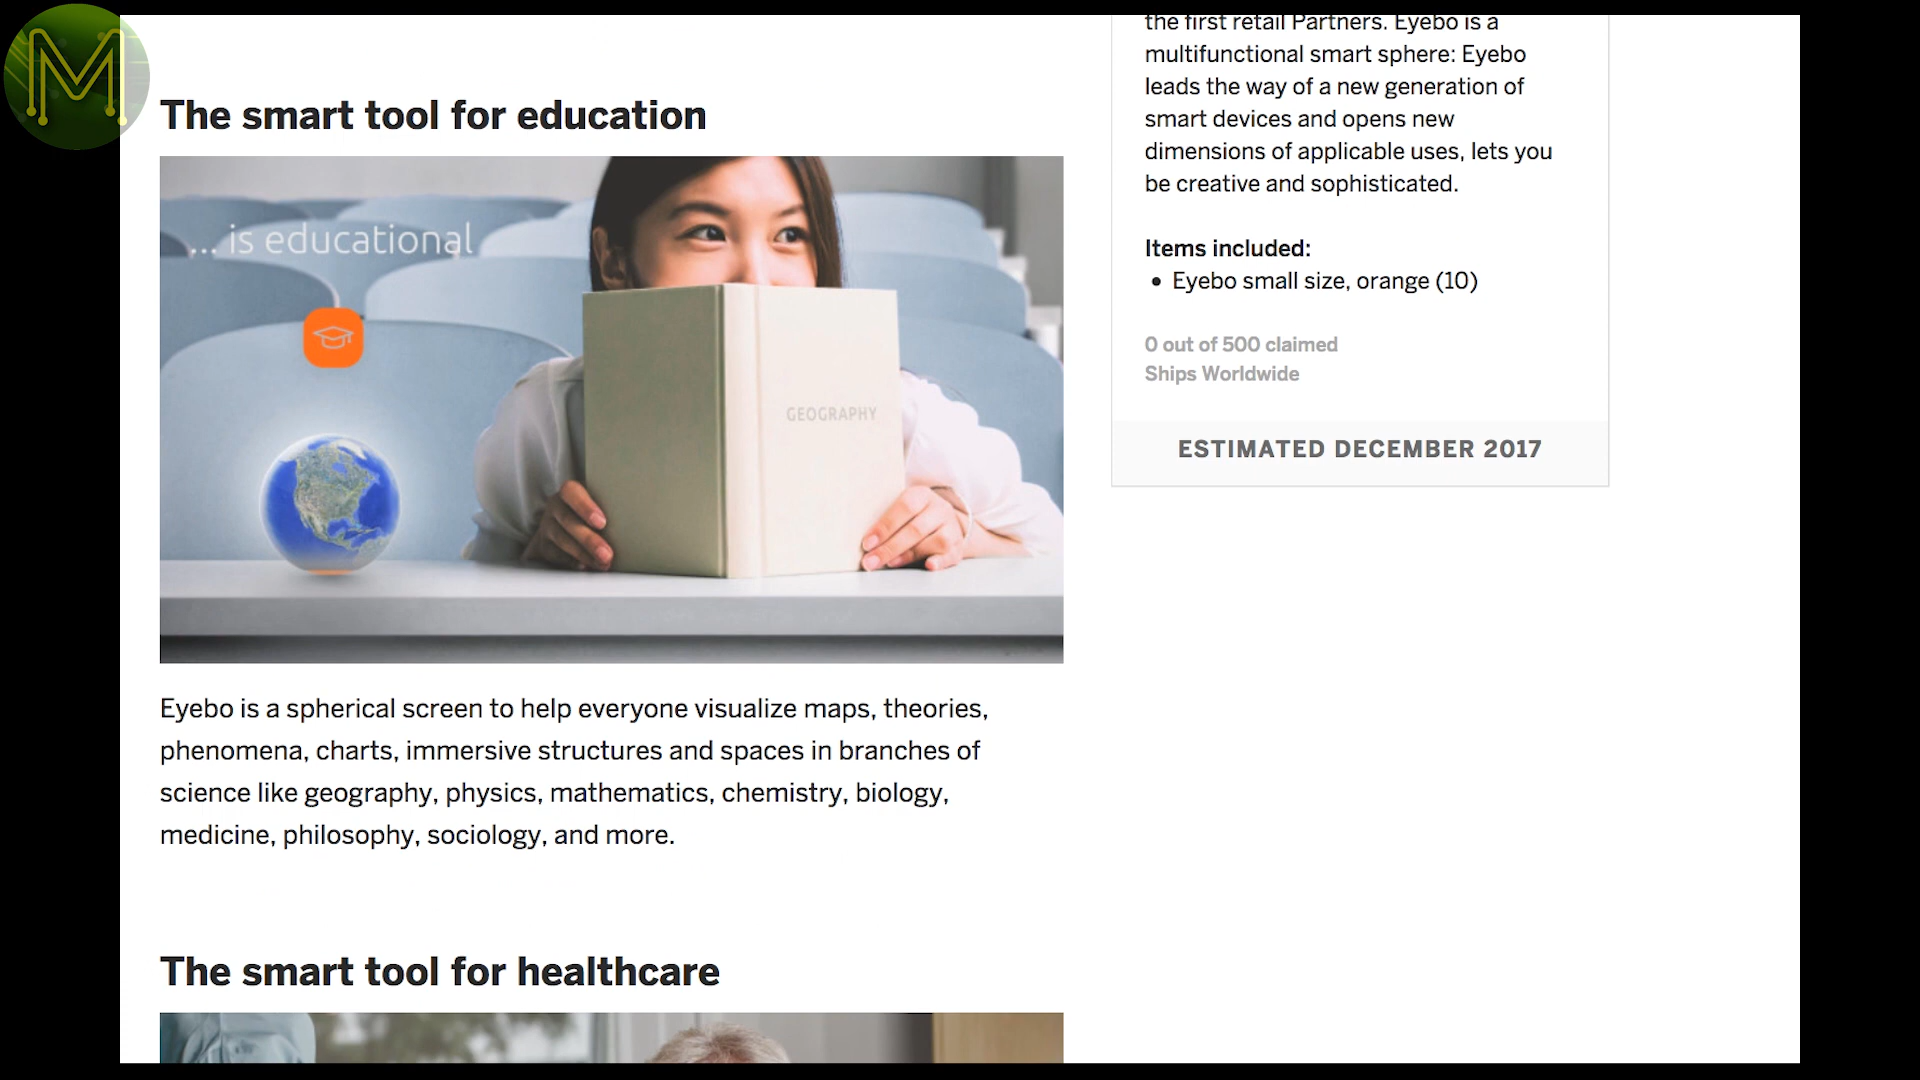 The smart tool for education
... is educational
GEOGRAPHY
Eyebo is a spherical screen to help everyone visualize maps, theories,
phenomena, charts, immersive structures and spaces in branches of
science like geography, physics, mathematics, chemistry, biology,
medicine, philosophy, sociology, and more.
The smart tool for healthcare
the first retail Partners. Eyebo is a
multifunctional smart sphere: Eyebo
leads the way of a new generation of
smart devices and opens new
dimensions of applicable uses, lets you
be creative and sophisticated.
Items included:
• Eyebo small size, orange (10)
0 out of 500 claimed
Ships Worldwide
ESTIMATED DECEMBER 2017
M